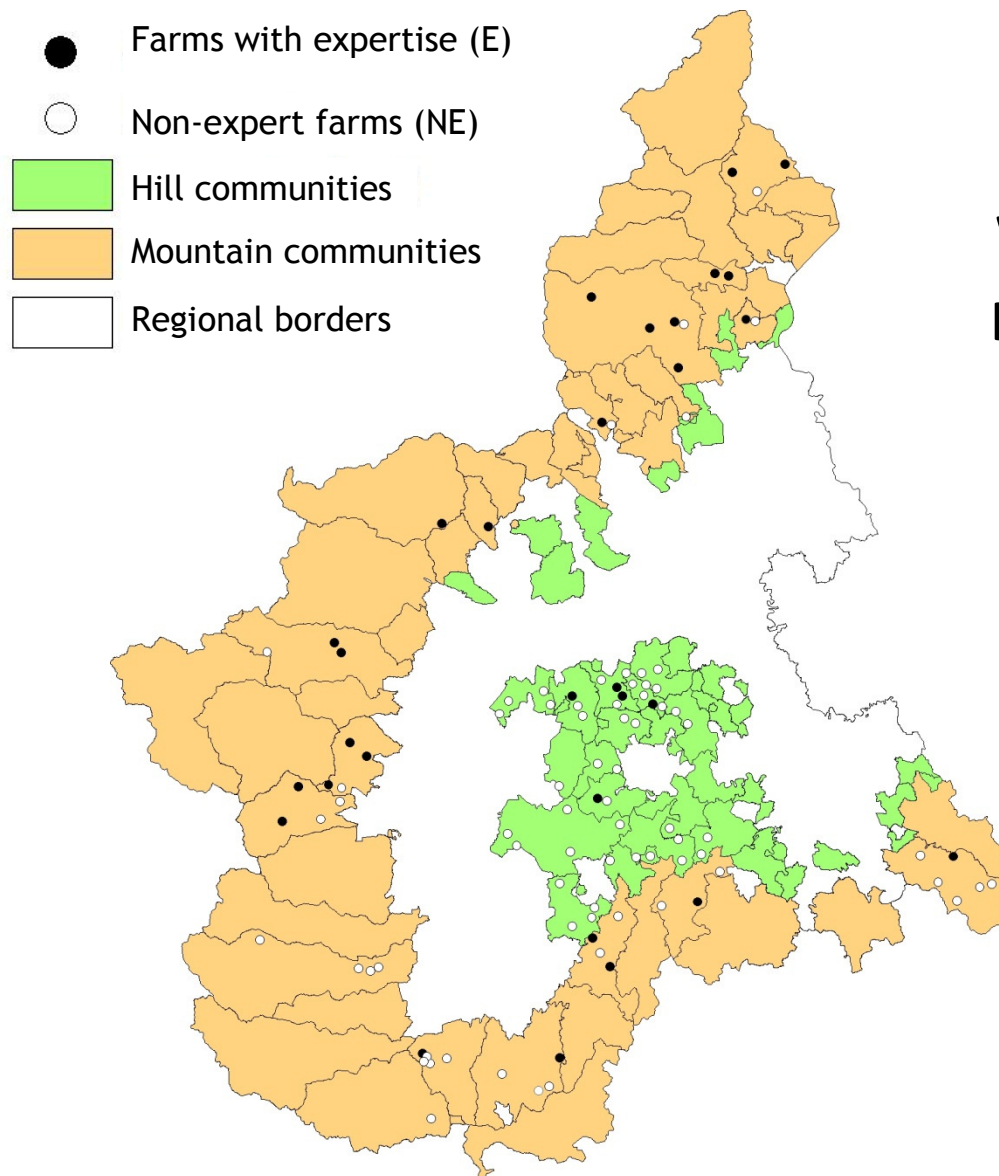 Farms with expertise (E)
Non-expert farms (NE)
Hill communities
Mountain communities
Regional borders